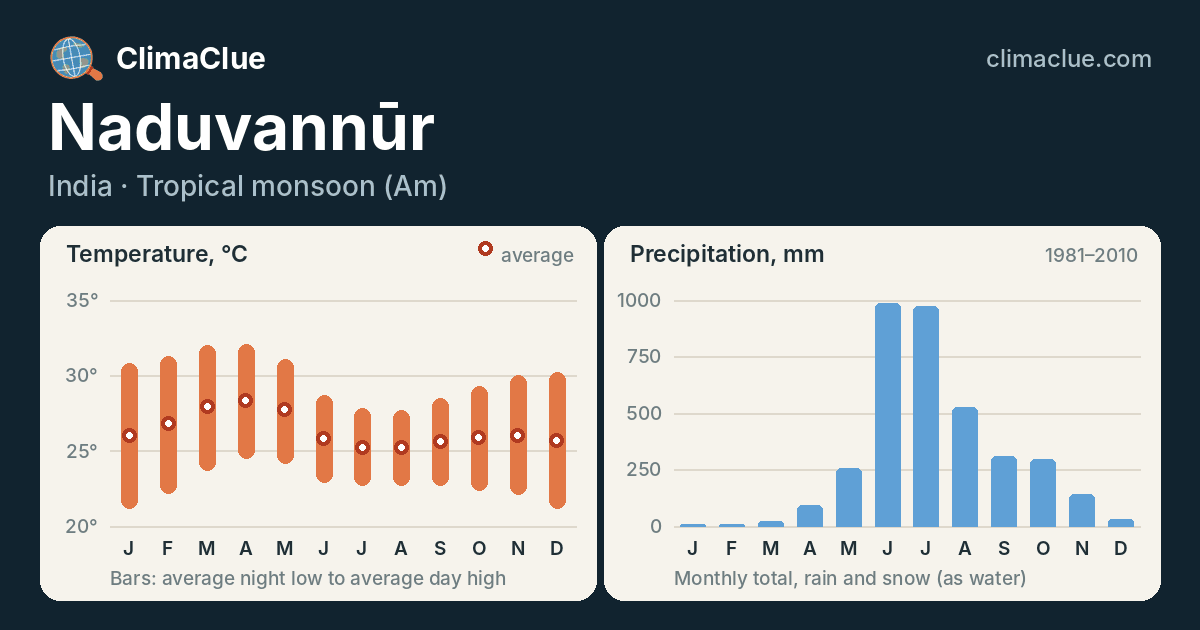 ClimaClue
climaclue.com
Naduvannūr
India · Tropical monsoon (Am)
Temperature, °C
average
35°
30°
25°
20°
J F M A M J J A S O N D
Bars: average night low to average day high
Precipitation, mm
1981–2010
1000
750
500
250
0
J F M A M J J A S O N D
Monthly total, rain and snow (as water)